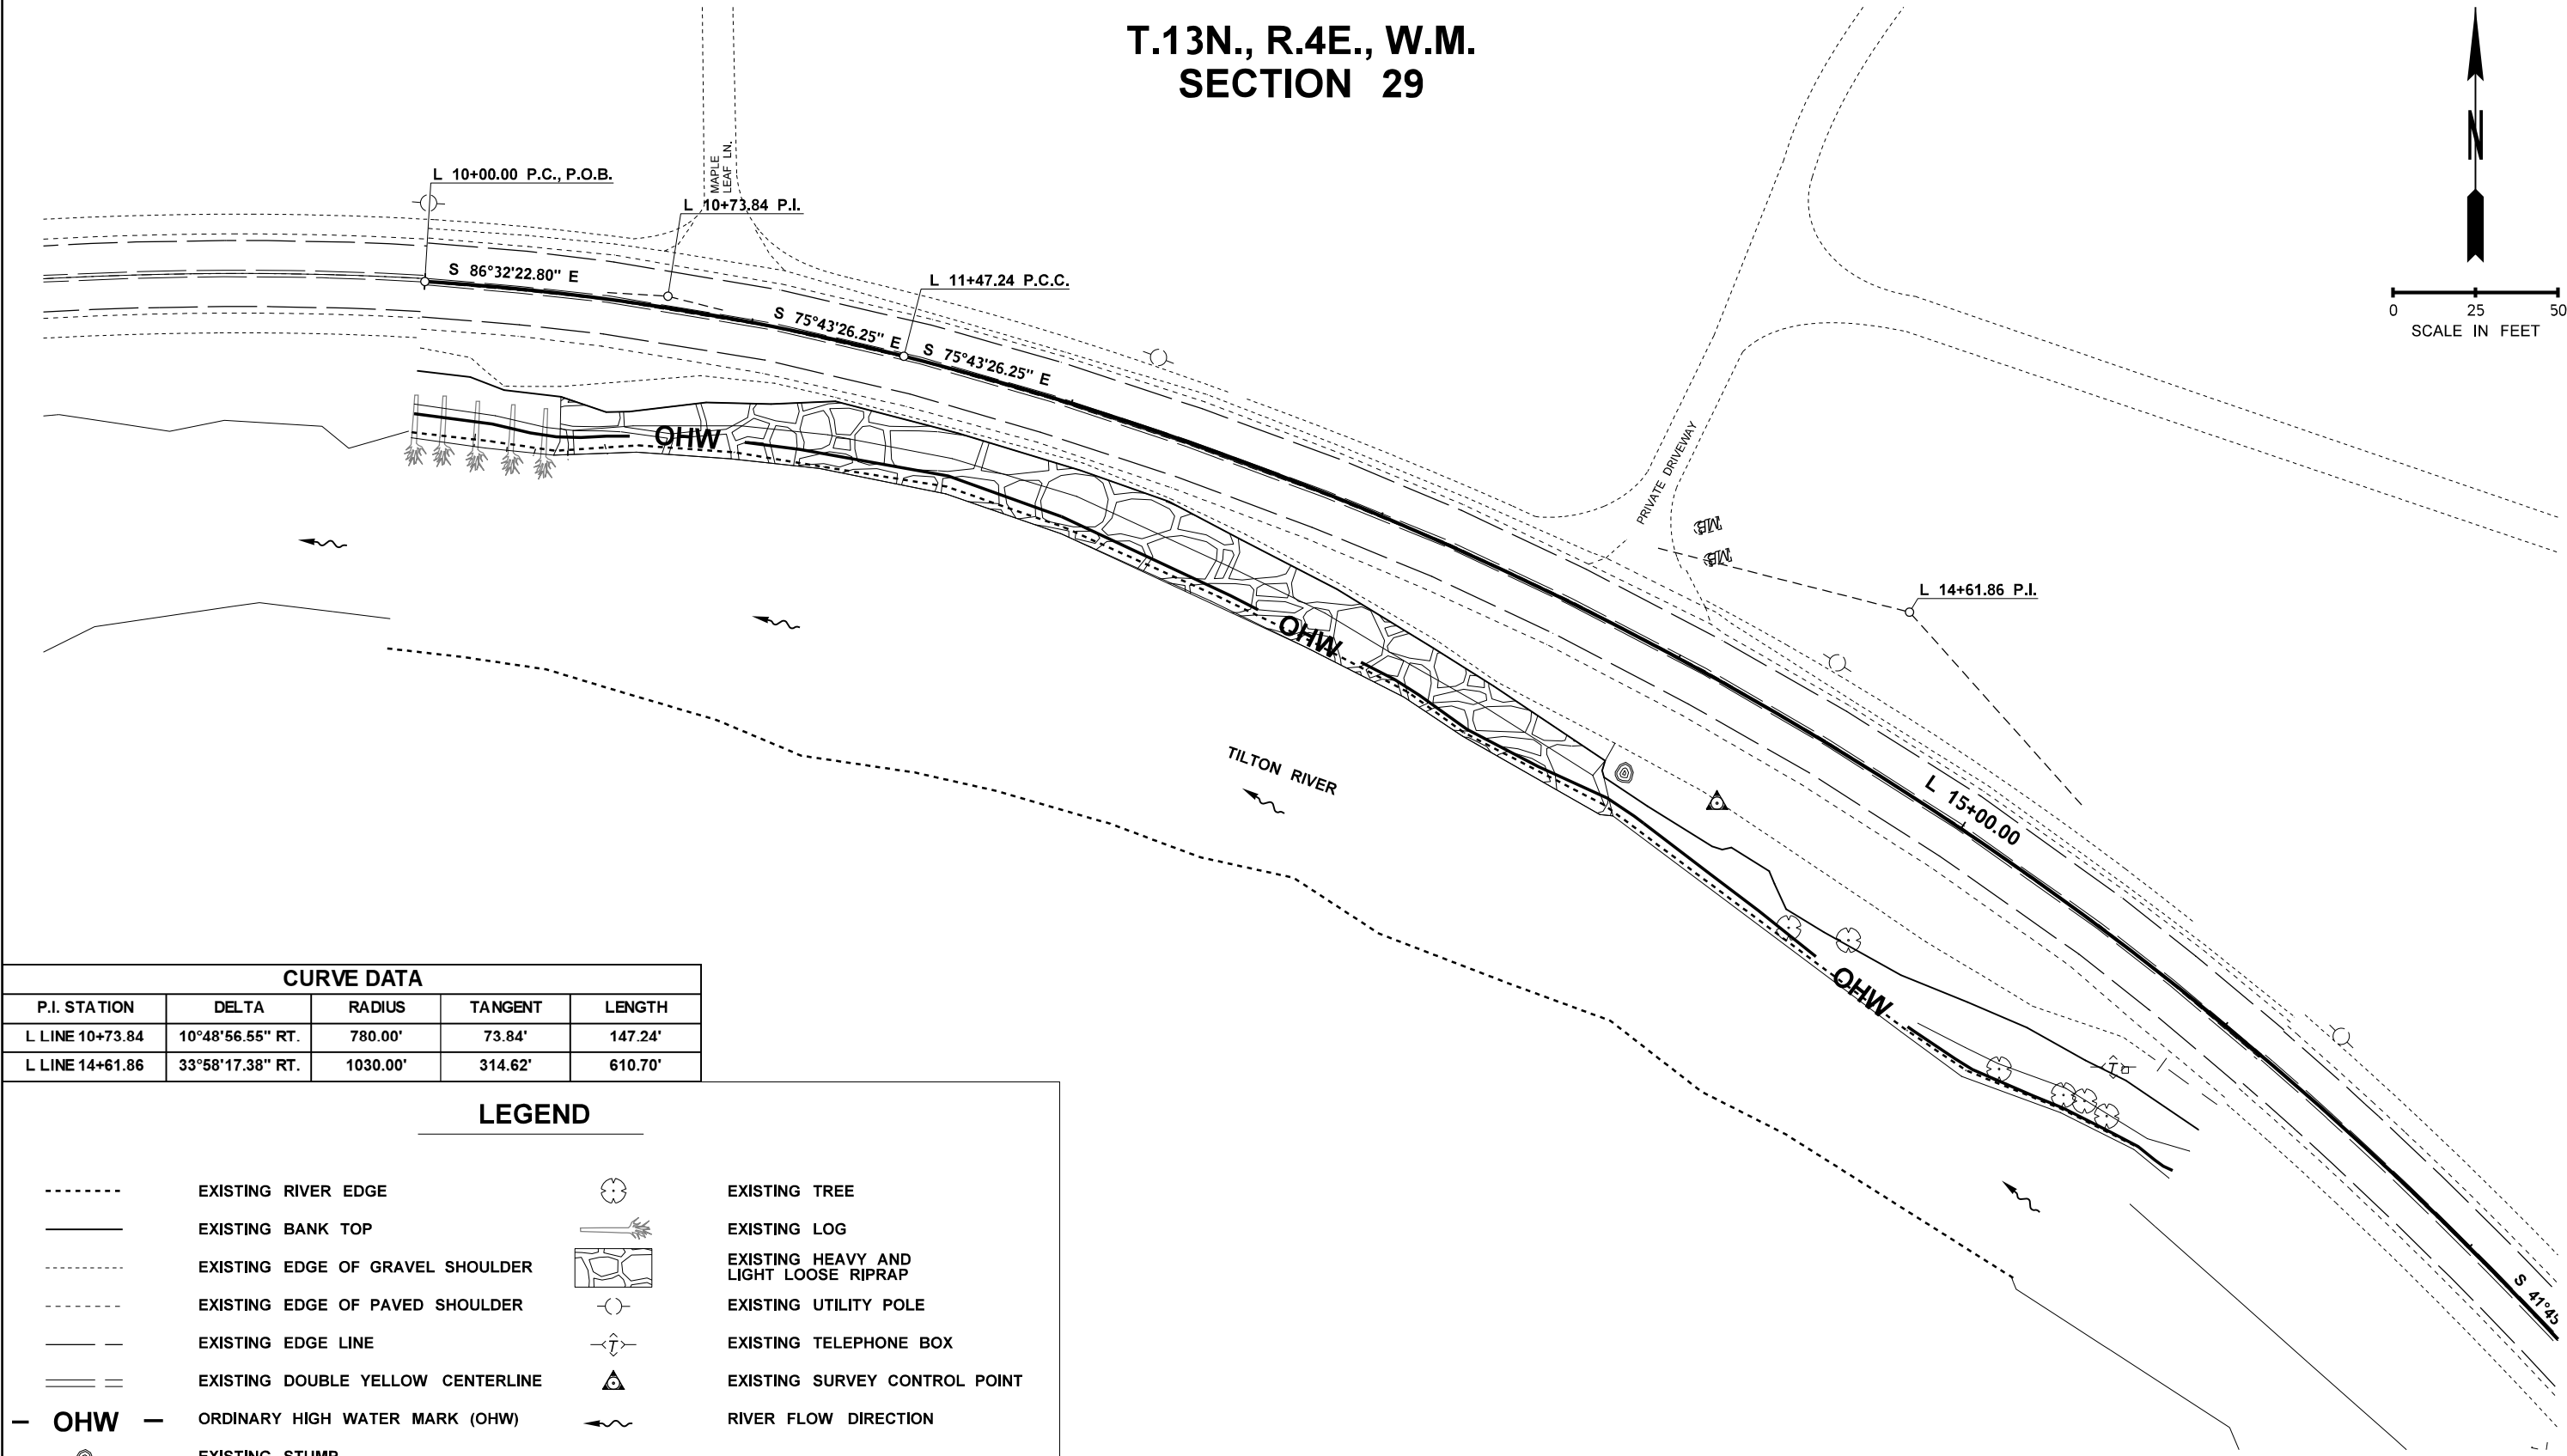 T.13N., R.4E., W.M.
SECTION 29
N
0 25 50
SCALE IN FEET
MAPLE
LEAF LN.
L 10+00.00 P.C., P.O.B.
L 10+73.84 P.I.
L 11+47.24 P.C.C.
S 86°32'22.80" E
S 75°43'26.25" E
S 75°43'26.25" E
OHW
PRIVATE DRIVEWAY
MB
MB
L 14+61.86 P.I.
OHW
TILTON RIVER
L 15+00.00
OHW
T
S 41°45
CURVE DATA
P.I. STATION DELTA RADIUS TANGENT LENGTH
L LINE 10+73.84 10°48'56.55" RT. 780.00' 73.84' 147.24'
L LINE 14+61.86 33°58'17.38" RT. 1030.00' 314.62' 610.70'
LEGEND
EXISTING RIVER EDGE
EXISTING BANK TOP
EXISTING EDGE OF GRAVEL SHOULDER
EXISTING EDGE OF PAVED SHOULDER
EXISTING EDGE LINE
EXISTING DOUBLE YELLOW CENTERLINE
OHW ORDINARY HIGH WATER MARK (OHW)
EXISTING STUMP
EXISTING TREE
EXISTING LOG
EXISTING HEAVY AND
LIGHT LOOSE RIPRAP
EXISTING UTILITY POLE
T EXISTING TELEPHONE BOX
EXISTING SURVEY CONTROL POINT
RIVER FLOW DIRECTION